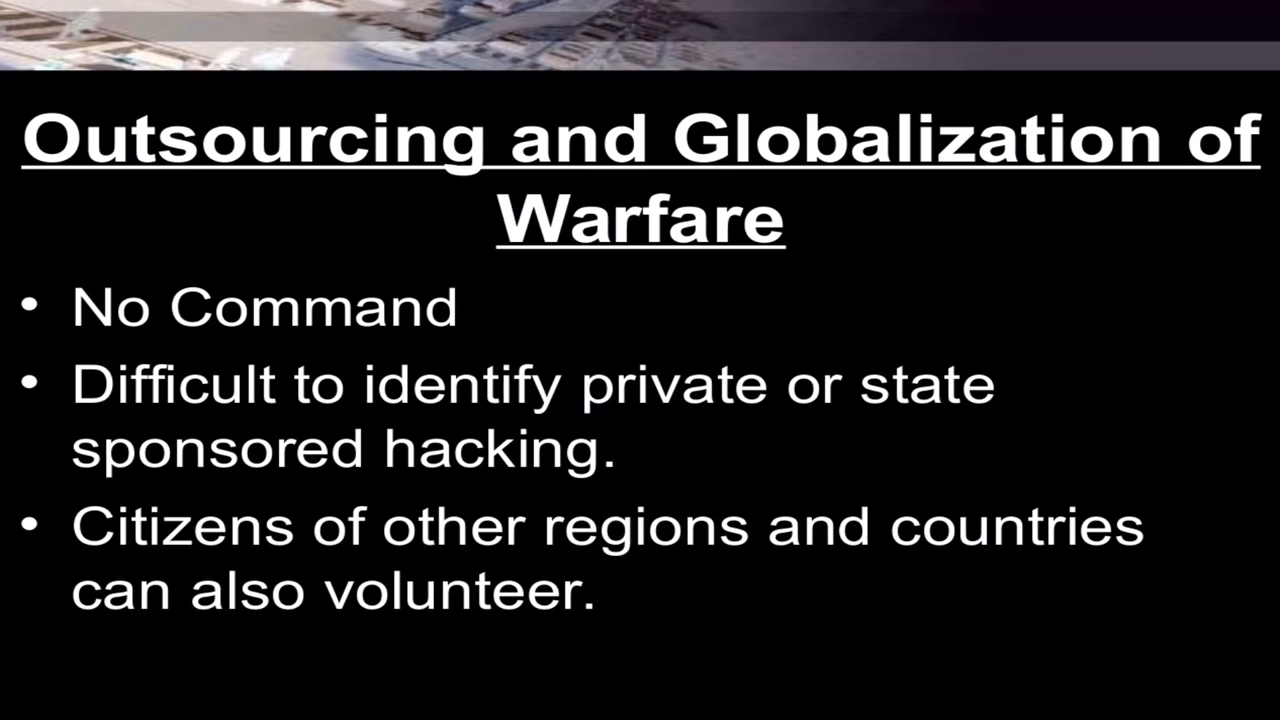 Outsourcing and Globalization of
Warfare
• No Command
• Difficult to identify private or state
sponsored hacking.
• Citizens of other regions and countries
can also volunteer.